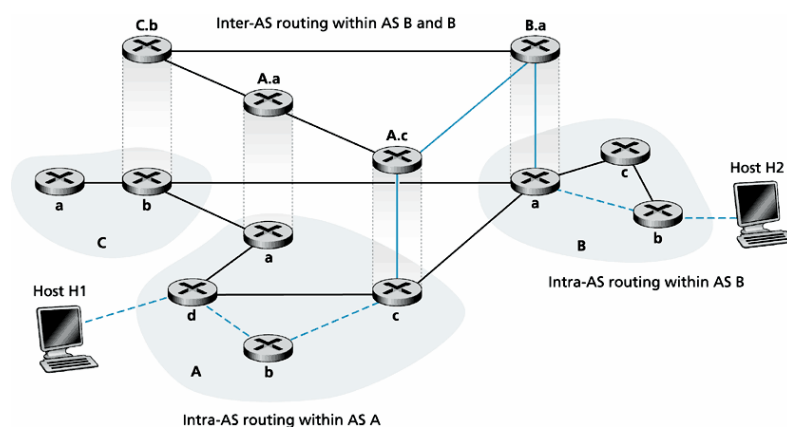 Inter-AS routing within AS B and B
C.b
B.a
A.a
A.c
Host H2
c
a
b
a
b
C
a
B
Intra-AS routing within AS B
Host H1
d
c
A
b
Intra-AS routing within AS A